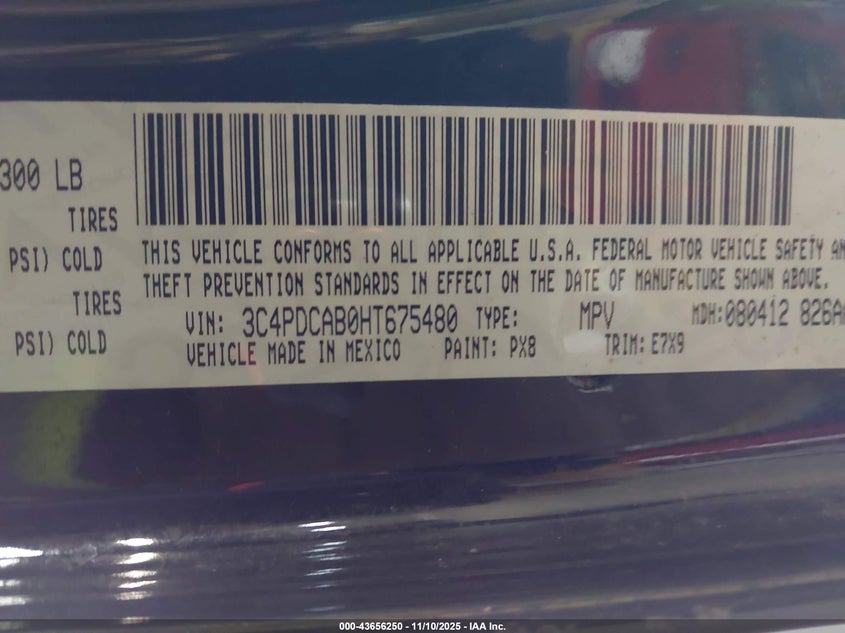 300 LB
TIRES
PSI) COLD
TIRES
PSI) COLD
THIS VEHICLE CONFORMS TO ALL APPLICABLE U.S.A. FEDERAL MOTOR VEHICLE SAFETY AN
THEFT PREVENTION STANDARDS IN EFFECT ON THE DATE OF MANUFACTURE SHOWN ABOVE.
VIN: 3C4PDCAB0HT675480 TYPE: MPV MDH:080412 826A
VEHICLE MADE IN MEXICO PAINT: PX8 TRIM: E7X9
000-43656250 - 11/10/2025 - IAA Inc.